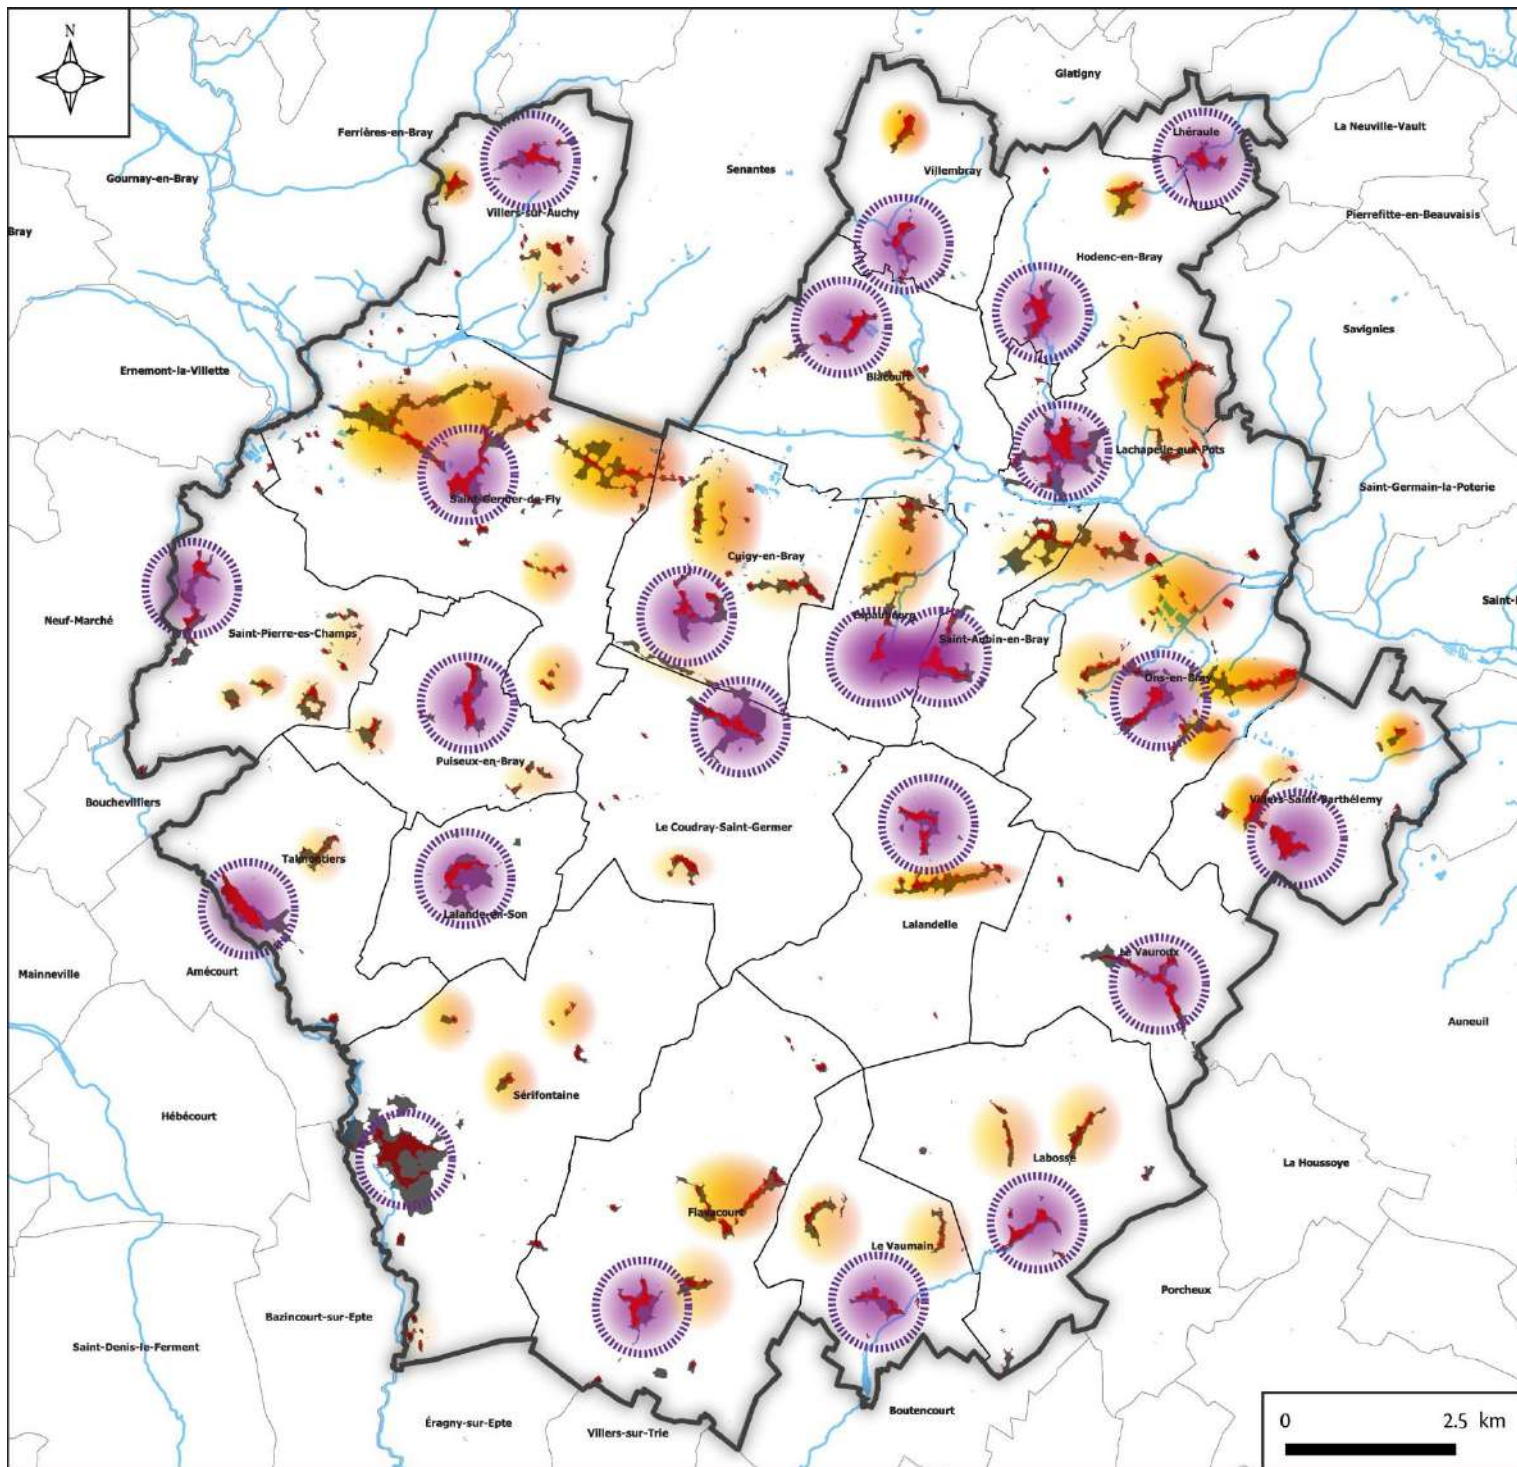 N
Glatigny
La Neuville-Vault
Ferrières-en-Bray
Lhéraule
Senantes
Villembray
Gournay-en-Bray
Villers-sur-Auchy
Pierrefitte-en-Beauvaisis
Bray
Hodenc-en-Bray
Savignies
Ernemont-la-Villette
Blacourt
Lachapelle-aux-Pots
Saint-Germain-la-Poterie
Saint-Germer-de-Fly
Cuigy-en-Bray
Neuf-Marché
Saint-Pierre-es-Champs
Espaubourg
Saint-Aubin-en-Bray
Ons-en-Bray
Puiseux-en-Bray
Bouchevilliers
Villers-Saint-Barthélemy
Le Coudray-Saint-Germer
Talmontiers
Lalande-en-Son
Lalandelle
Le Vauroux
Mainneville
Amécourt
Auneuil
Sérifontaine
Hébécourt
Labosse
La Houssoye
Flavacourt
Le Vaumain
Porcheux
Bazincourt-sur-Epte
Saint-Denis-le-Ferment
Boutencourt
Éragny-sur-Epte
Villers-sur-Trie
0 2.5 km